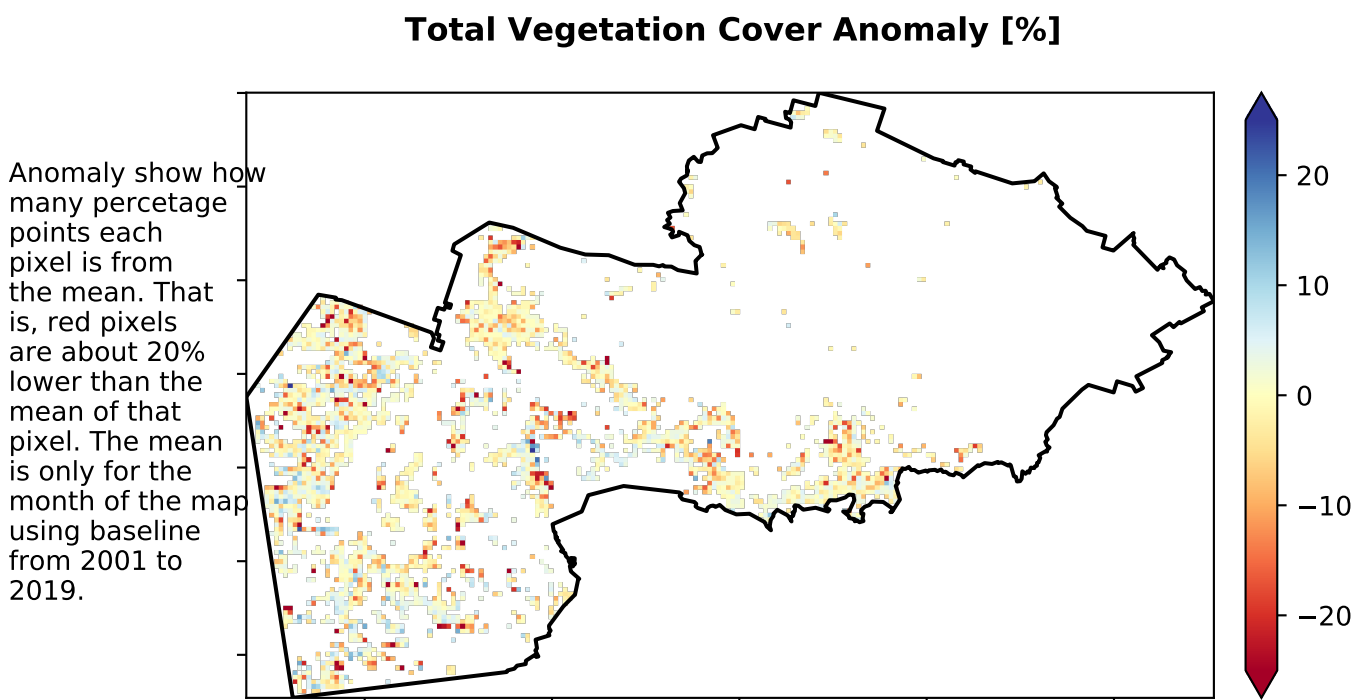 Total Vegetation Cover Anomaly [%]
Anomaly show how
many percetage
points each
pixel is from
the mean. That
is, red pixels
are about 20%
lower than the
mean of that
pixel. The mean
is only for the
month of the map
using baseline
from 2001 to
2019.
20
10
0
−10
−20